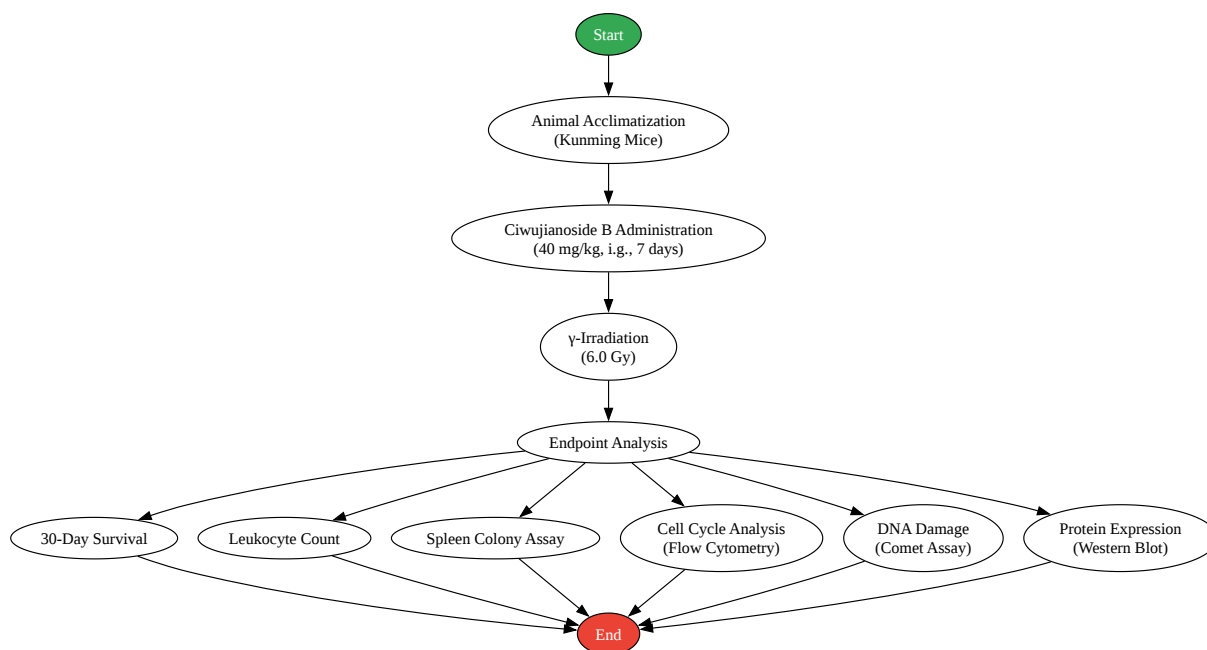 Start
Animal Acclimatization
(Kunming Mice)
Ciwujianoside B Administration
(40 mg/kg, i.g., 7 days)
γ-Irradiation
(6.0 Gy)
Endpoint Analysis
30-Day Survival
Leukocyte Count
Spleen Colony Assay
Cell Cycle Analysis
(Flow Cytometry)
DNA Damage
(Comet Assay)
Protein Expression
(Western Blot)
End